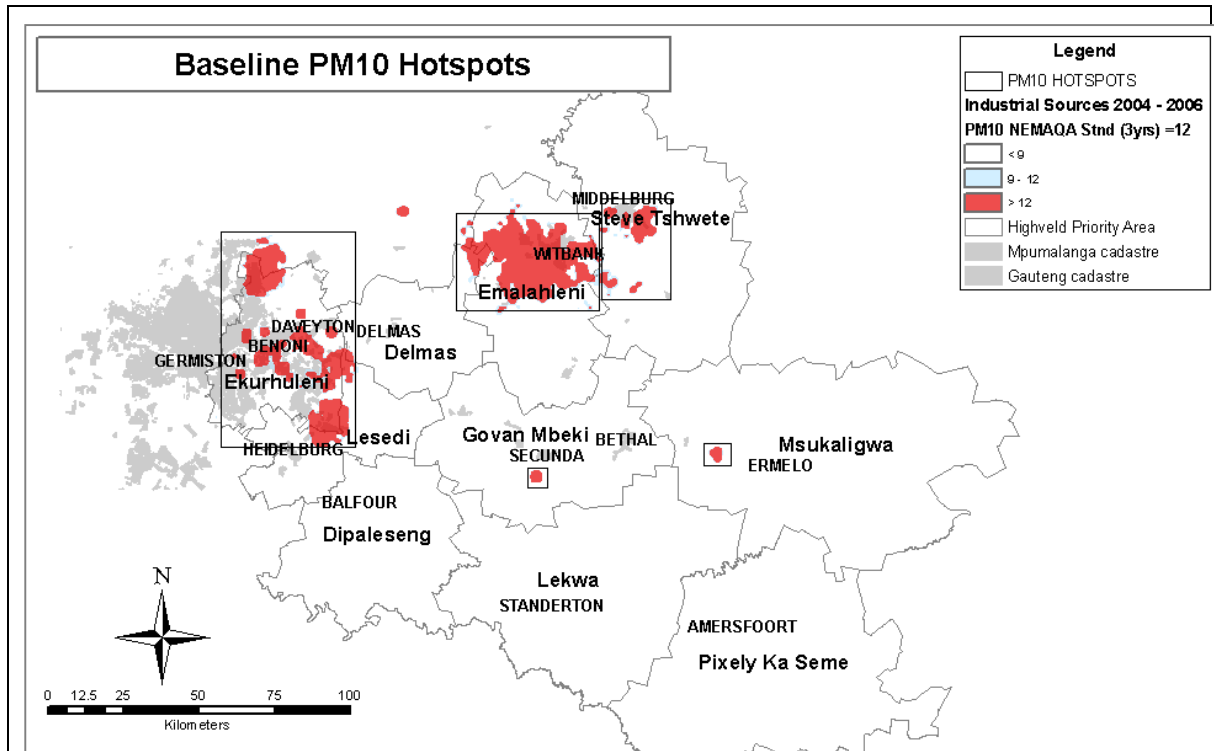 Baseline PM10 Hotspots
Legend
PM10 HOTSPOTS
Industrial Sources 2004 - 2006
PM10 NEMAQA Stnd (3yrs) =12
<9
9 - 12
> 12
Highveld Priority Area
Mpumalanga cadastre
Gauteng cadastre
MIDDELBURG
Steve Tshwete
WITBANK
Emalahleni
DAVEYTON
DELMAS
BENONI
Delmas
GERMISTON
Ekurhuleni
Lesedi
HEIDELBURG
Govan Mbeki
BETHAL
SECUNDA
Msukaligwa
ERMELO
BALFOUR
Dipaleseng
Lekwa
STANDERTON
AMERSFOORT
Pixely Ka Seme
N
0 12.5 25 50 75 100
Kilometers